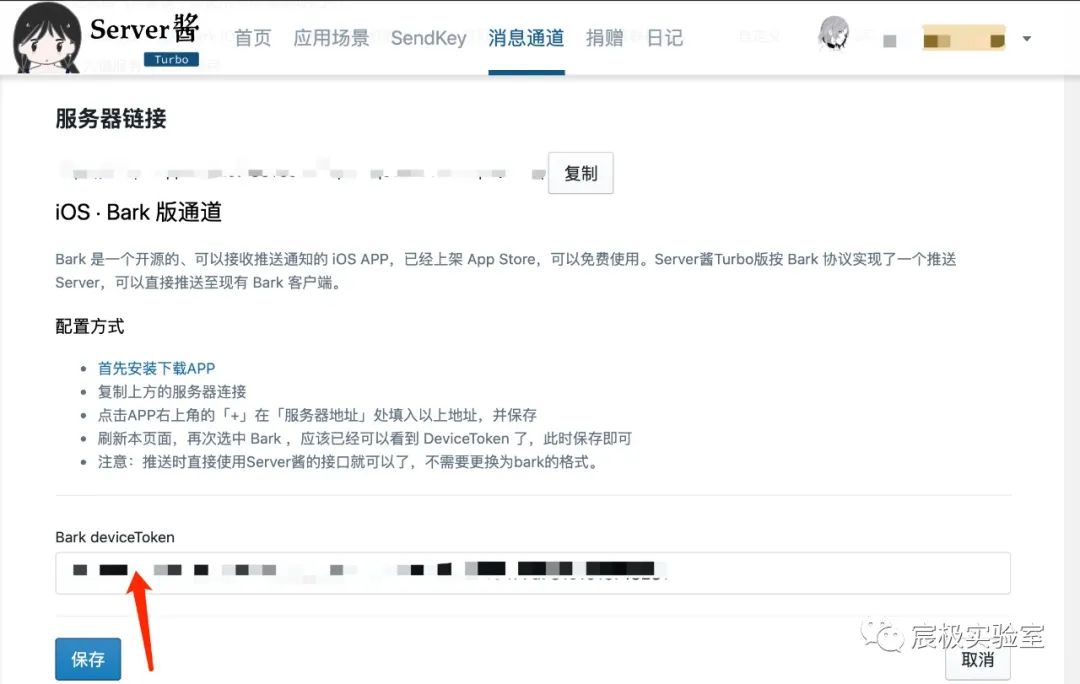 Server酱
Turbo
首页 应用场景 SendKey 消息通道 捐赠 日记
服务器链接
复制
iOS · Bark 版通道
Bark 是一个开源的、可以接收推送通知的 iOS APP，已经上架 App Store，可以免费使用。Server酱Turbo版按 Bark 协议实现了一个推送
Server，可以直接推送至现有 Bark 客户端。
配置方式
首先安装下载APP
复制上方的服务器连接
点击APP右上角的「+」在「服务器地址」处填入以上地址，并保存
刷新本页面，再次选中 Bark ，应该已经可以看到 DeviceToken 了，此时保存即可
注意：推送时直接使用Server酱的接口就可以了，不需要更换为bark的格式。
Bark deviceToken
宸极实验室
保存
取消